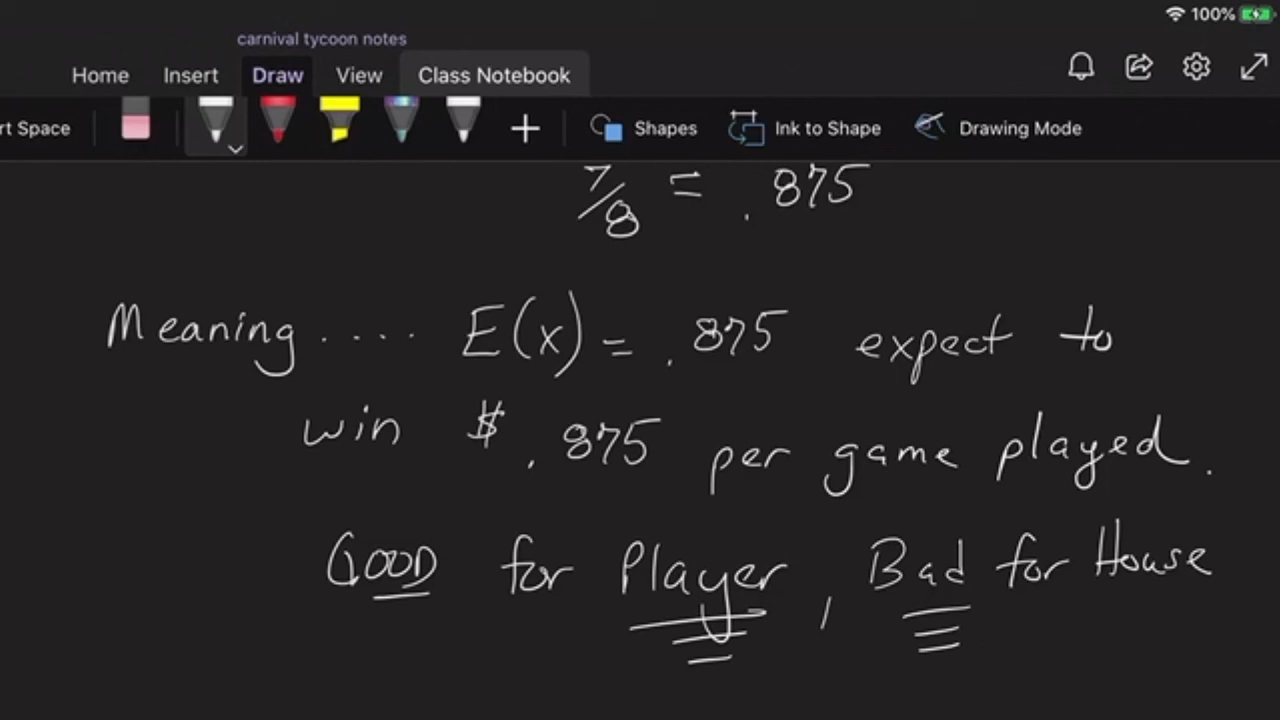 100%
carnival tycoon notes
Home Insert Draw View Class Notebook
rt Space Shapes Ink to Shape Drawing Mode
7/8 = .875
Meaning .... E(x) = .875 expect to
win $ .875 per game played.
GOOD for Player, Bad for House